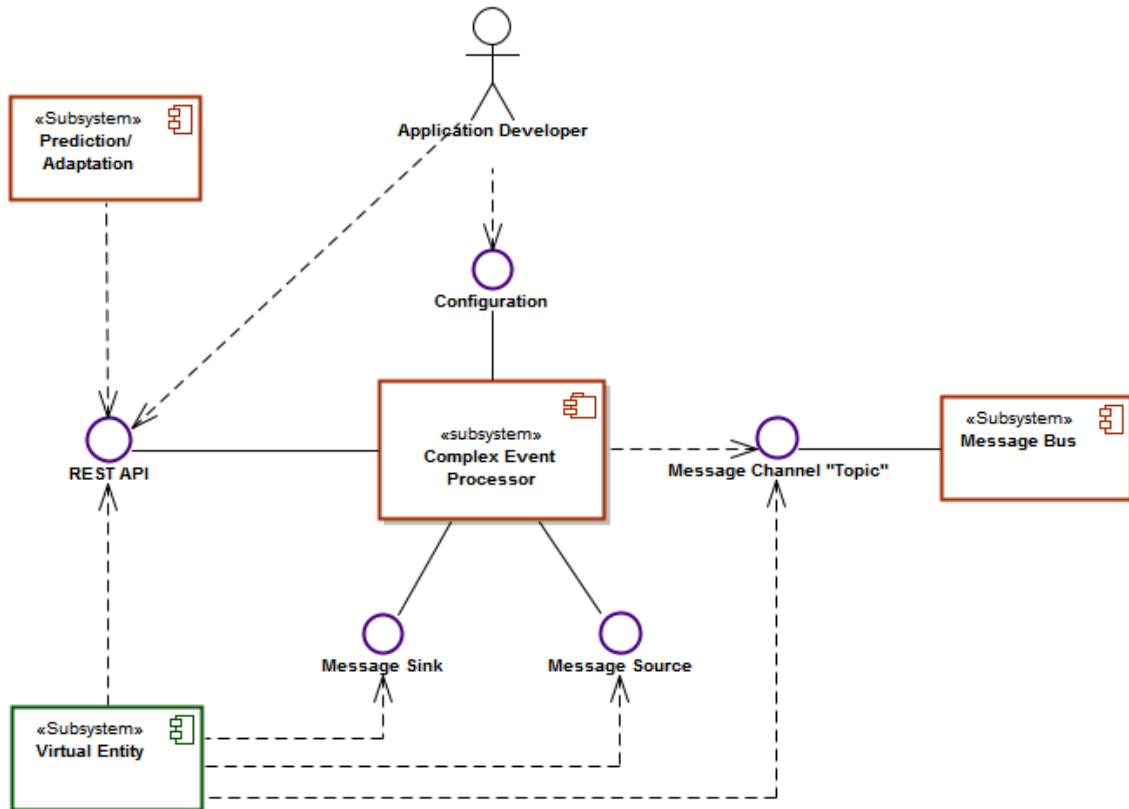 Application Developer
«Subsystem»
Prediction/
Adaptation
Configuration
«subsystem»
Complex Event
Processor
«Subsystem»
Message Bus
REST API
Message Channel "Topic"
Message Sink
Message Source
«Subsystem»
Virtual Entity